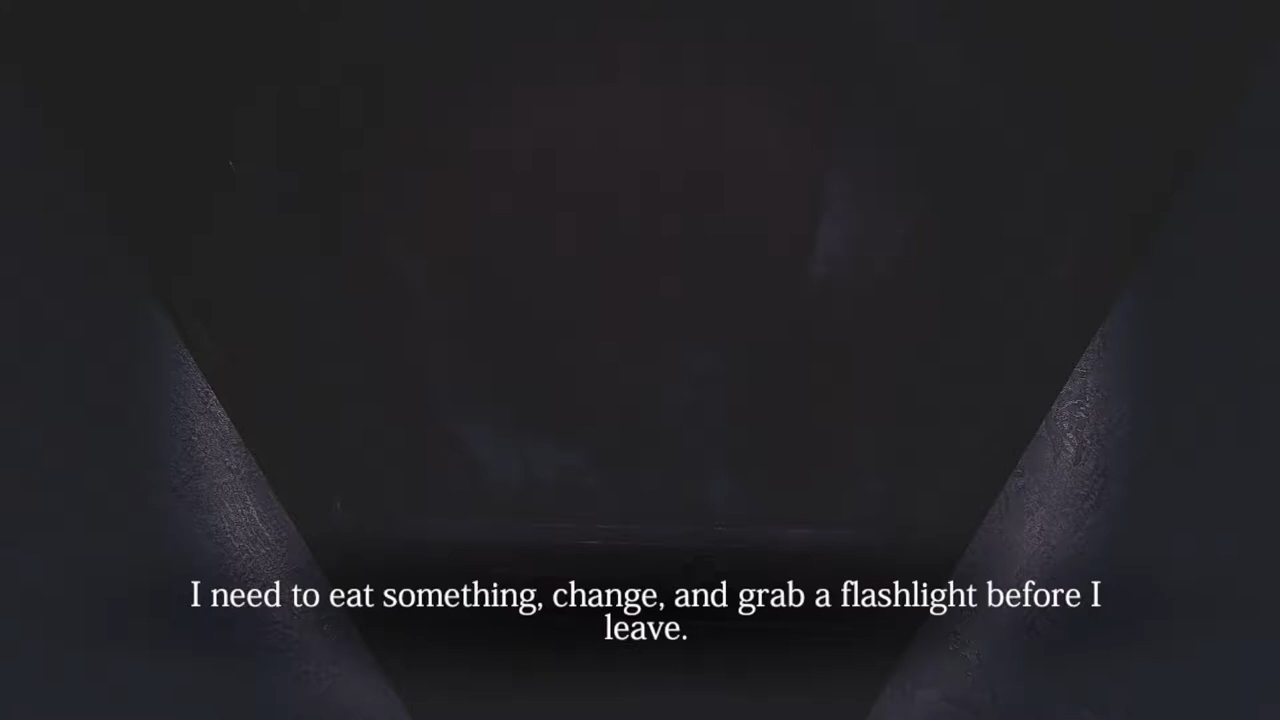 I need to eat something, change, and grab a flashlight before I
leave.